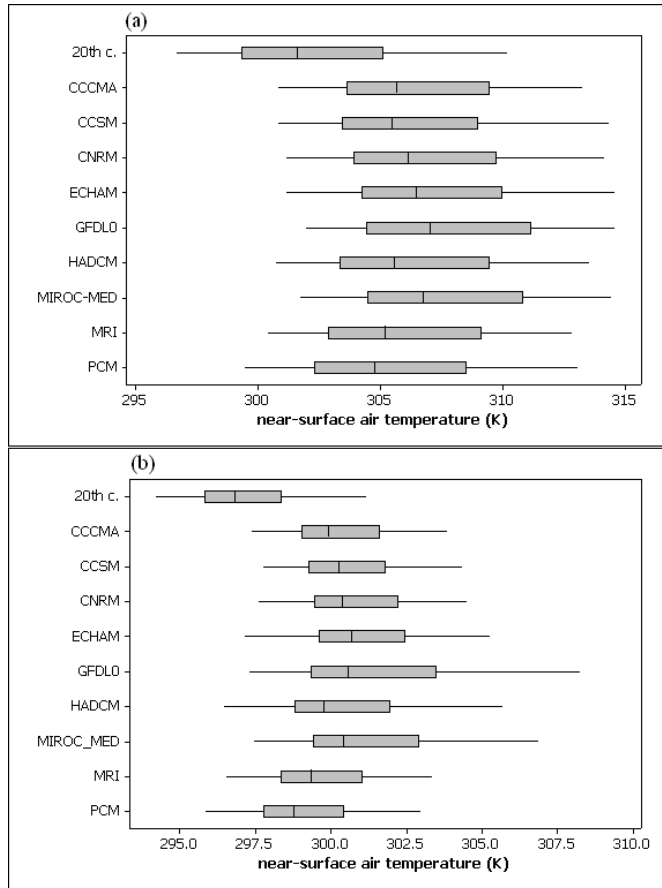 (a)
20th c.
CCCMA
CCSM
CNRM
ECHAM
GFDL0
HADCM
MIROC-MED
MRI
PCM
295 300 305 310 315
near-surface air temperature (K)
(b)
20th c.
CCCMA
CCSM
CNRM
ECHAM
GFDL0
HADCM
MIROC_MED
MRI
PCM
295.0 297.5 300.0 302.5 305.0 307.5 310.0
near-surface air temperature (K)